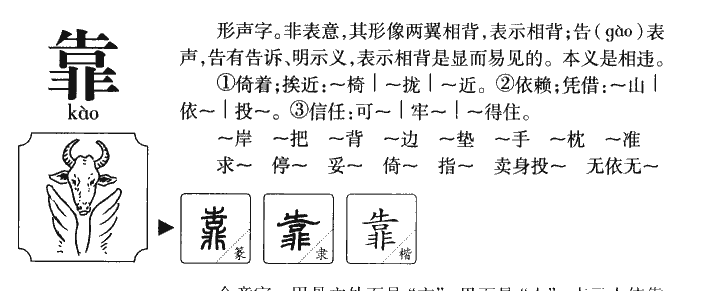 靠
kào
形声字。非表意,其形像两翼相背,表示相背;告(gào)表
声,告有告诉、明示义,表示相背是显而易见的。本义是相违。
①倚着;挨近:～椅｜～拢｜～近。②依赖;凭借:～山｜
依～｜投～。③信任:可～｜牢～｜～得住。
～岸 ～把 ～背 ～边 ～垫 ～手 ～枕 ～准
求～ 停～ 妥～ 倚～ 指～ 卖身投～ 无依无～
靠 篆 靠 隶 靠 楷